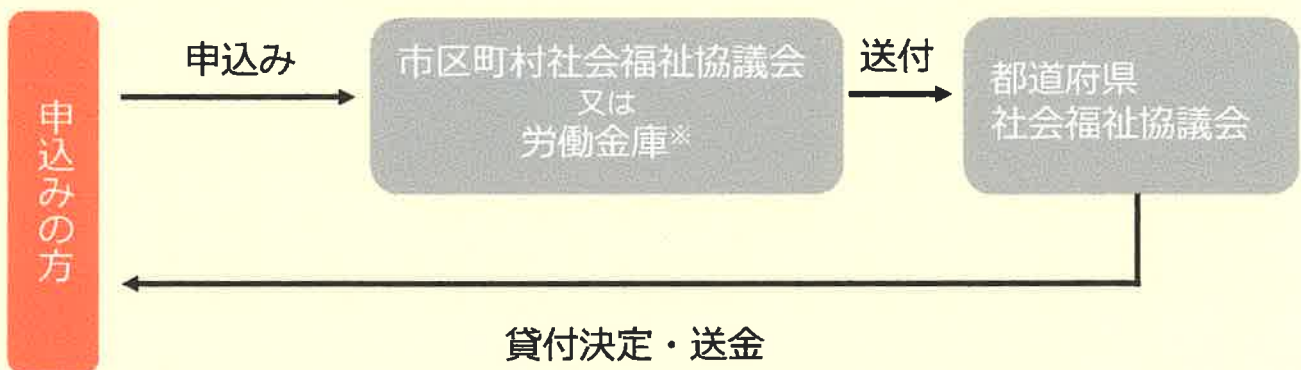 申込みの方
申込み
市区町村社会福祉協議会
又は
労働金庫※
送付
都道府県
社会福祉協議会
貸付決定・送金